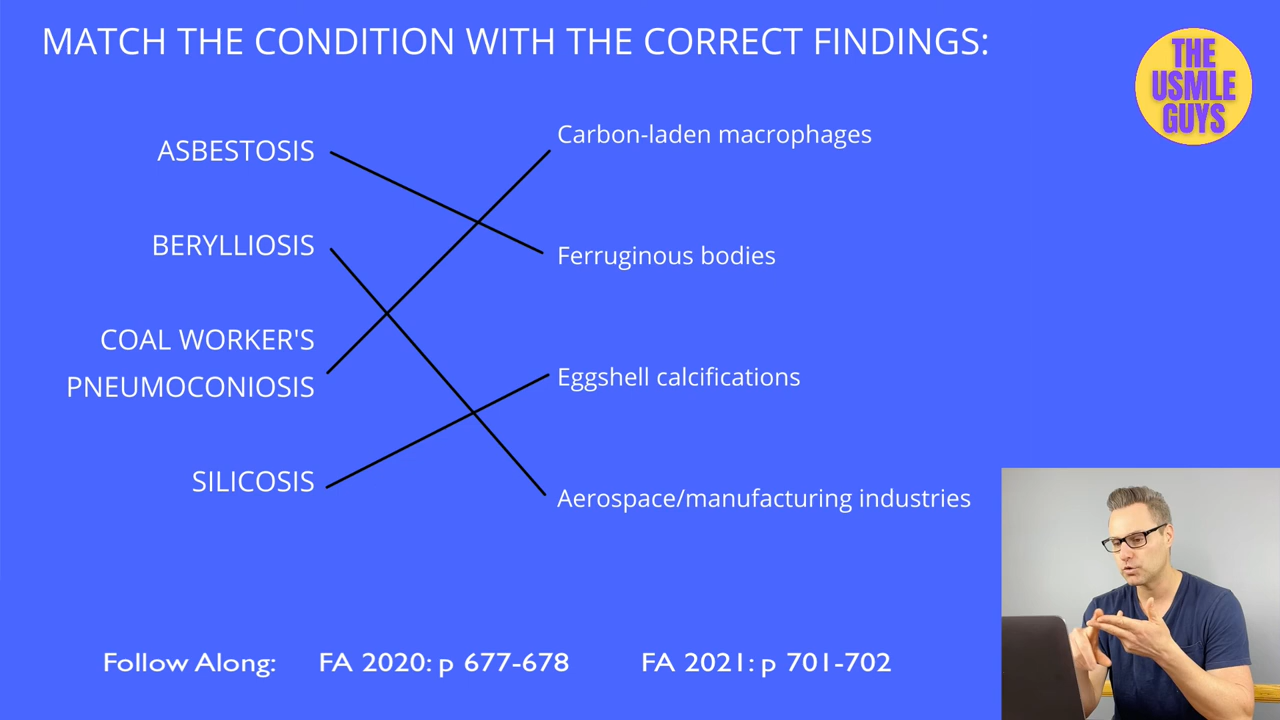 MATCH THE CONDITION WITH THE CORRECT FINDINGS:
THE
USMLE
GUYS
ASBESTOSIS
BERYLLIOSIS
COAL WORKER'S
PNEUMOCONIOSIS
SILICOSIS
Carbon-laden macrophages
Ferruginous bodies
Eggshell calcifications
Aerospace/manufacturing industries
Follow Along: FA 2020: p 677-678 FA 2021: p 701-702